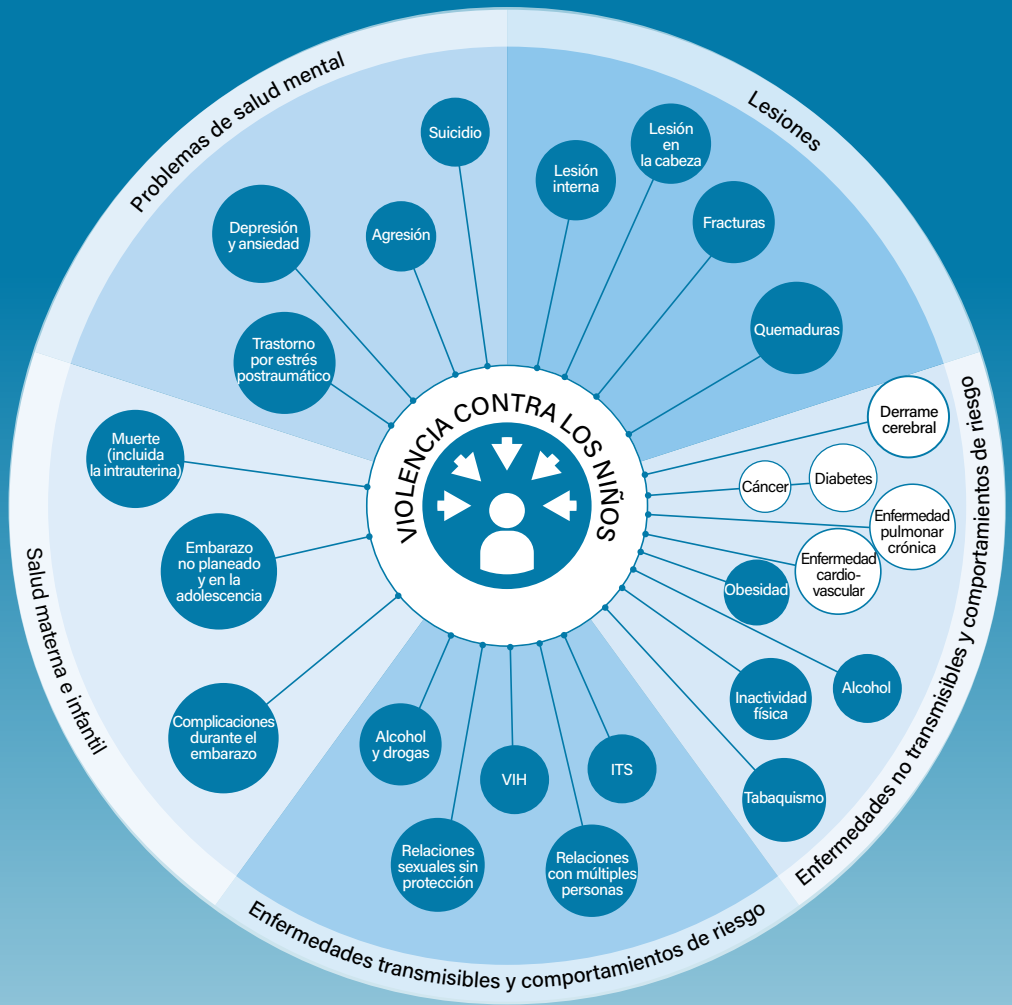 Problemas de salud mental
Suicidio
Depresión
y ansiedad
Agresión
Trastorno
por estrés
postraumático
Lesiones
Lesión
interna
Lesión
en
la cabeza
Fracturas
Quemaduras
VIOLENCIA CONTRA LOS NIÑOS
Enfermedades no transmisibles y comportamientos de riesgo
Derrame
cerebral
Cáncer
Diabetes
Enfermedad
pulmonar
crónica
Enfermedad
cardio-
vascular
Obesidad
Alcohol
Inactividad
física
Tabaquismo
Enfermedades transmisibles y comportamientos de riesgo
ITS
Relaciones
con múltiples
personas
VIH
Relaciones
sexuales sin
protección
Alcohol
y drogas
Salud materna e infantil
Complicaciones
durante el
embarazo
Embarazo
no planeado
y en la
adolescencia
Muerte
(incluida
la intrauterina)